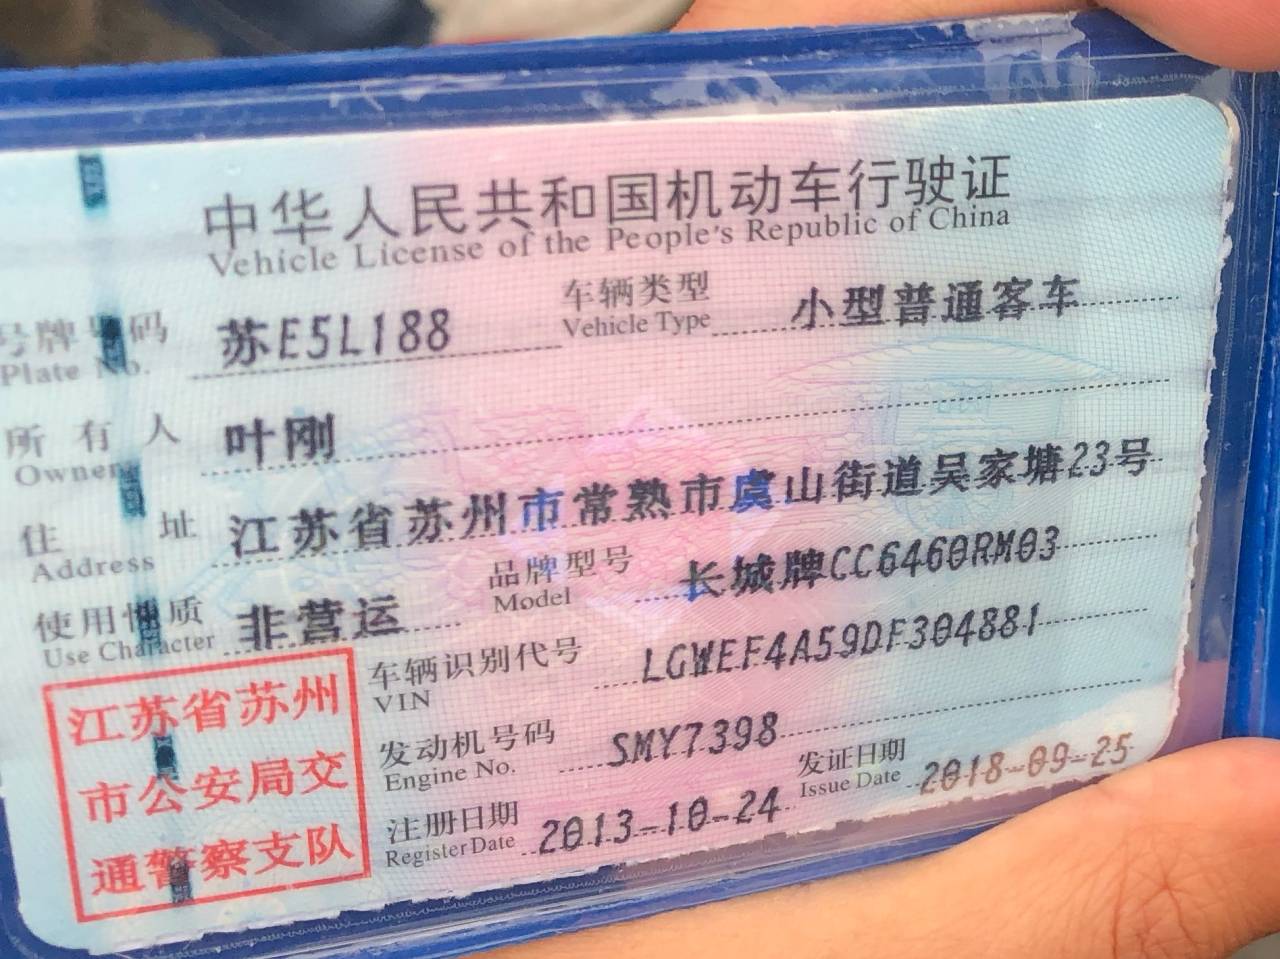 中华人民共和国机动车行驶证
Vehicle License of the People's Republic of China
号牌号码 苏E5L188 车辆类型 小型普通客车
Plate No. Vehicle Type
所有人 叶刚
Owner
住址 江苏省苏州市常熟市虞山街道吴家塘23号
Address
使用性质 非营运 品牌型号 长城牌CC6460RM03
Use Character Model
车辆识别代号 LGWEF4A59DF304881
VIN
发动机号码 SMY7398
Engine No.
注册日期 2013-10-24 发证日期 2018-09-25
Register Date Issue Date
江苏省苏州
市公安局交
通警察支队